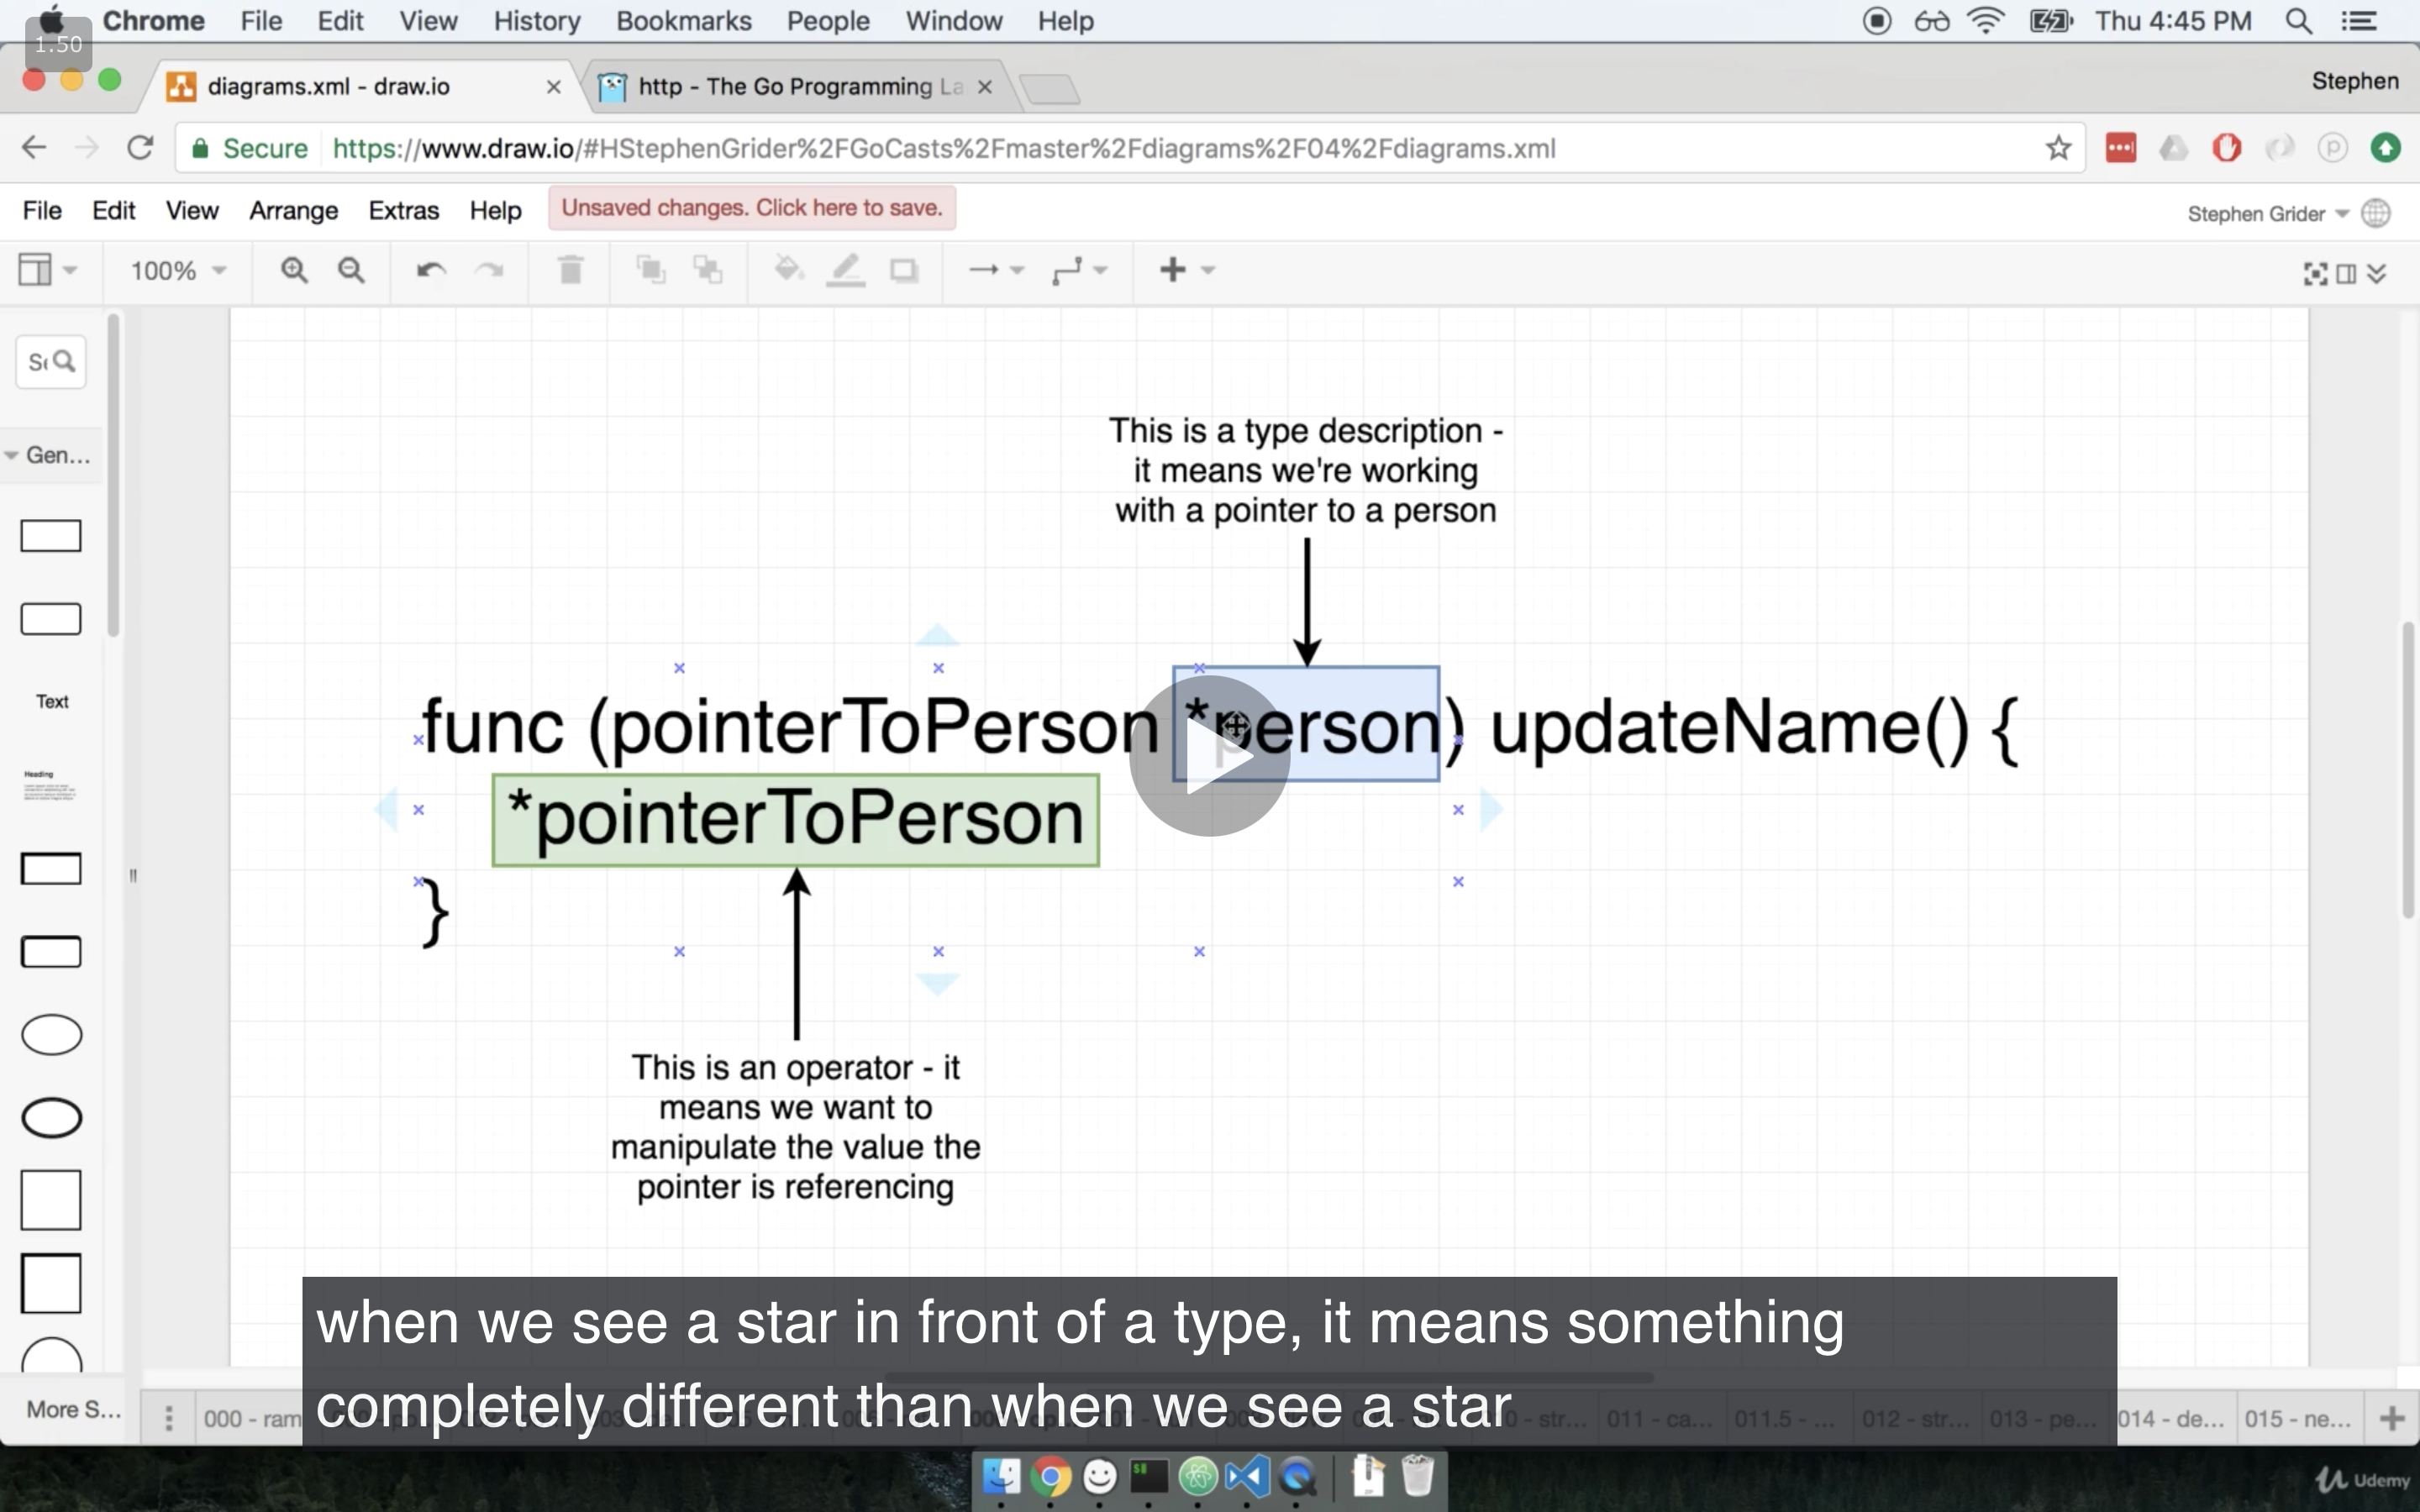 Chrome File Edit View History Bookmarks People Window Help Thu 4:45 PM
1.50
diagrams.xml - draw.io
http - The Go Programming La
Stephen
Secure https://www.draw.io/#HStephenGrider%2FGoCasts%2Fmaster%2Fdiagrams%2F04%2Fdiagrams.xml
File Edit View Arrange Extras Help Unsaved changes. Click here to save. Stephen Grider
100%
Gen...
Text
Heading
This is a type description -
it means we're working
with a pointer to a person
func (pointerToPerson *person) updateName() {
*pointerToPerson
}
This is an operator - it
means we want to
manipulate the value the
pointer is referencing
when we see a star in front of a type, it means something
completely different than when we see a star
More S... 000 - ram 0 - str... 011 - ca... 011.5 - ... 012 - str... 013 - pe... 014 - de... 015 - ne...
Udemy